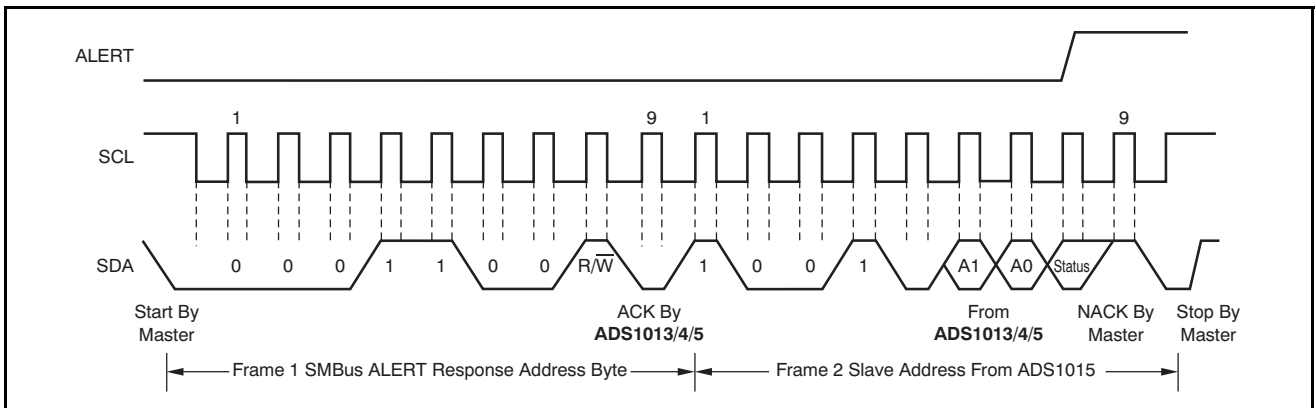 ALERT
1 9 1 9
SCL
SDA 0 0 0 1 1 0 0 R/W̅ 1 0 0 1 A1 A0 Status
Start By Master
ACK By ADS1013/4/5
From ADS1013/4/5
NACK By Master
Stop By Master
Frame 1 SMBus ALERT Response Address Byte
Frame 2 Slave Address From ADS1015